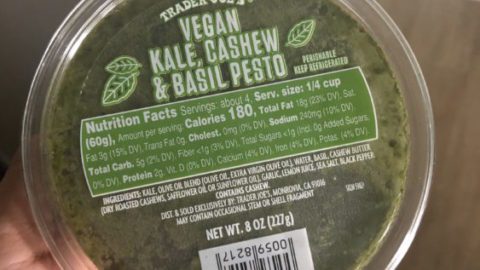 TRADER JOE'S
VEGAN
KALE, CASHEW
& BASIL PESTO
PERISHABLE
KEEP REFRIGERATED
Nutrition Facts Servings: about 4, Serv. size: 1/4 cup
(60g), Amount per serving: Calories 180, Total Fat 18g (23% DV), Sat.
Fat 3g (15% DV), Trans Fat 0g, Cholest. 0mg (0% DV), Sodium 240mg (10% DV),
Total Carb. 5g (2% DV), Fiber <1g (3% DV), Total Sugars <1g (Incl. 0g Added Sugars,
0% DV), Protein 2g, Vit. D (0% DV), Calcium (4% DV), Iron (4% DV), Potas. (4% DV).
INGREDIENTS: KALE, OLIVE OIL BLEND (OLIVE OIL, EXTRA VIRGIN OLIVE OIL), WATER, BASIL, CASHEW BUTTER
(DRY ROASTED CASHEWS, SAFFLOWER OIL OR SUNFLOWER OIL), GARLIC, LEMON JUICE, SEA SALT, BLACK PEPPER.
CONTAINS CASHEW.
DIST. & SOLD EXCLUSIVELY BY: TRADER JOE'S, MONROVIA, CA 91016
MAY CONTAIN OCCASIONAL STEM OR SHELL FRAGMENT
NET WT. 8 OZ (227g)
00598217